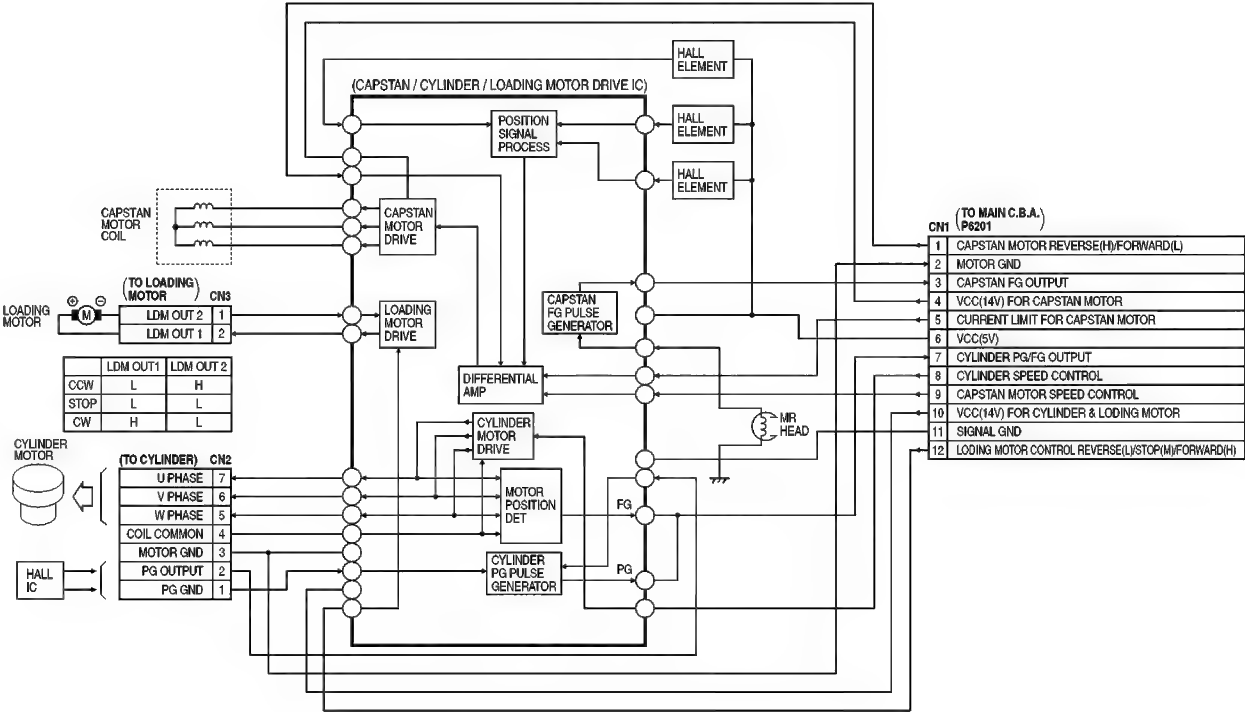 HALL
ELEMENT
(CAPSTAN / CYLINDER / LOADING MOTOR DRIVE IC)
POSITION
SIGNAL
PROCESS
HALL
ELEMENT
HALL
ELEMENT
CAPSTAN
MOTOR
COIL
CAPSTAN
MOTOR
DRIVE
(TO LOADING
MOTOR) CN3
LOADING
MOTOR
⊕ M ⊖
LDM OUT 2 1
LDM OUT 1 2
LOADING
MOTOR
DRIVE
CAPSTAN
FG PULSE
GENERATOR
DIFFERENTIAL
AMP
LDM OUT1 LDM OUT 2
CCW L H
STOP L L
CW H L
CYLINDER
MOTOR
DRIVE
MR
HEAD
CYLINDER
MOTOR
(TO CYLINDER) CN2
U PHASE 7
V PHASE 6
W PHASE 5
COIL COMMON 4
MOTOR GND 3
PG OUTPUT 2
PG GND 1
HALL
IC
MOTOR
POSITION
DET
FG
CYLINDER
PG PULSE
GENERATOR
PG
CN1 (TO MAIN C.B.A.)
P6201
1 CAPSTAN MOTOR REVERSE(H)/FORWARD(L)
2 MOTOR GND
3 CAPSTAN FG OUTPUT
4 VCC(14V) FOR CAPSTAN MOTOR
5 CURRENT LIMIT FOR CAPSTAN MOTOR
6 VCC(5V)
7 CYLINDER PG/FG OUTPUT
8 CYLINDER SPEED CONTROL
9 CAPSTAN MOTOR SPEED CONTROL
10 VCC(14V) FOR CYLINDER & LODING MOTOR
11 SIGNAL GND
12 LODING MOTOR CONTROL REVERSE(L)/STOP(M)/FORWARD(H)